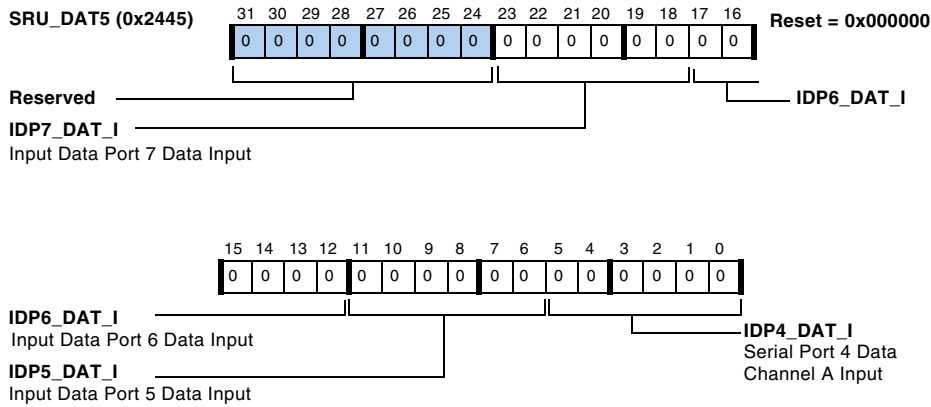 SRU_DAT5 (0x2445)
31 30 29 28 27 26 25 24 23 22 21 20 19 18 17 16
Reset = 0x000000
0 0 0 0 0 0 0 0 0 0 0 0 0 0 0 0
Reserved
IDP6_DAT_I
IDP7_DAT_I
Input Data Port 7 Data Input
15 14 13 12 11 10 9 8 7 6 5 4 3 2 1 0
0 0 0 0 0 0 0 0 0 0 0 0 0 0 0 0
IDP6_DAT_I
Input Data Port 6 Data Input
IDP5_DAT_I
Input Data Port 5 Data Input
IDP4_DAT_I
Serial Port 4 Data
Channel A Input